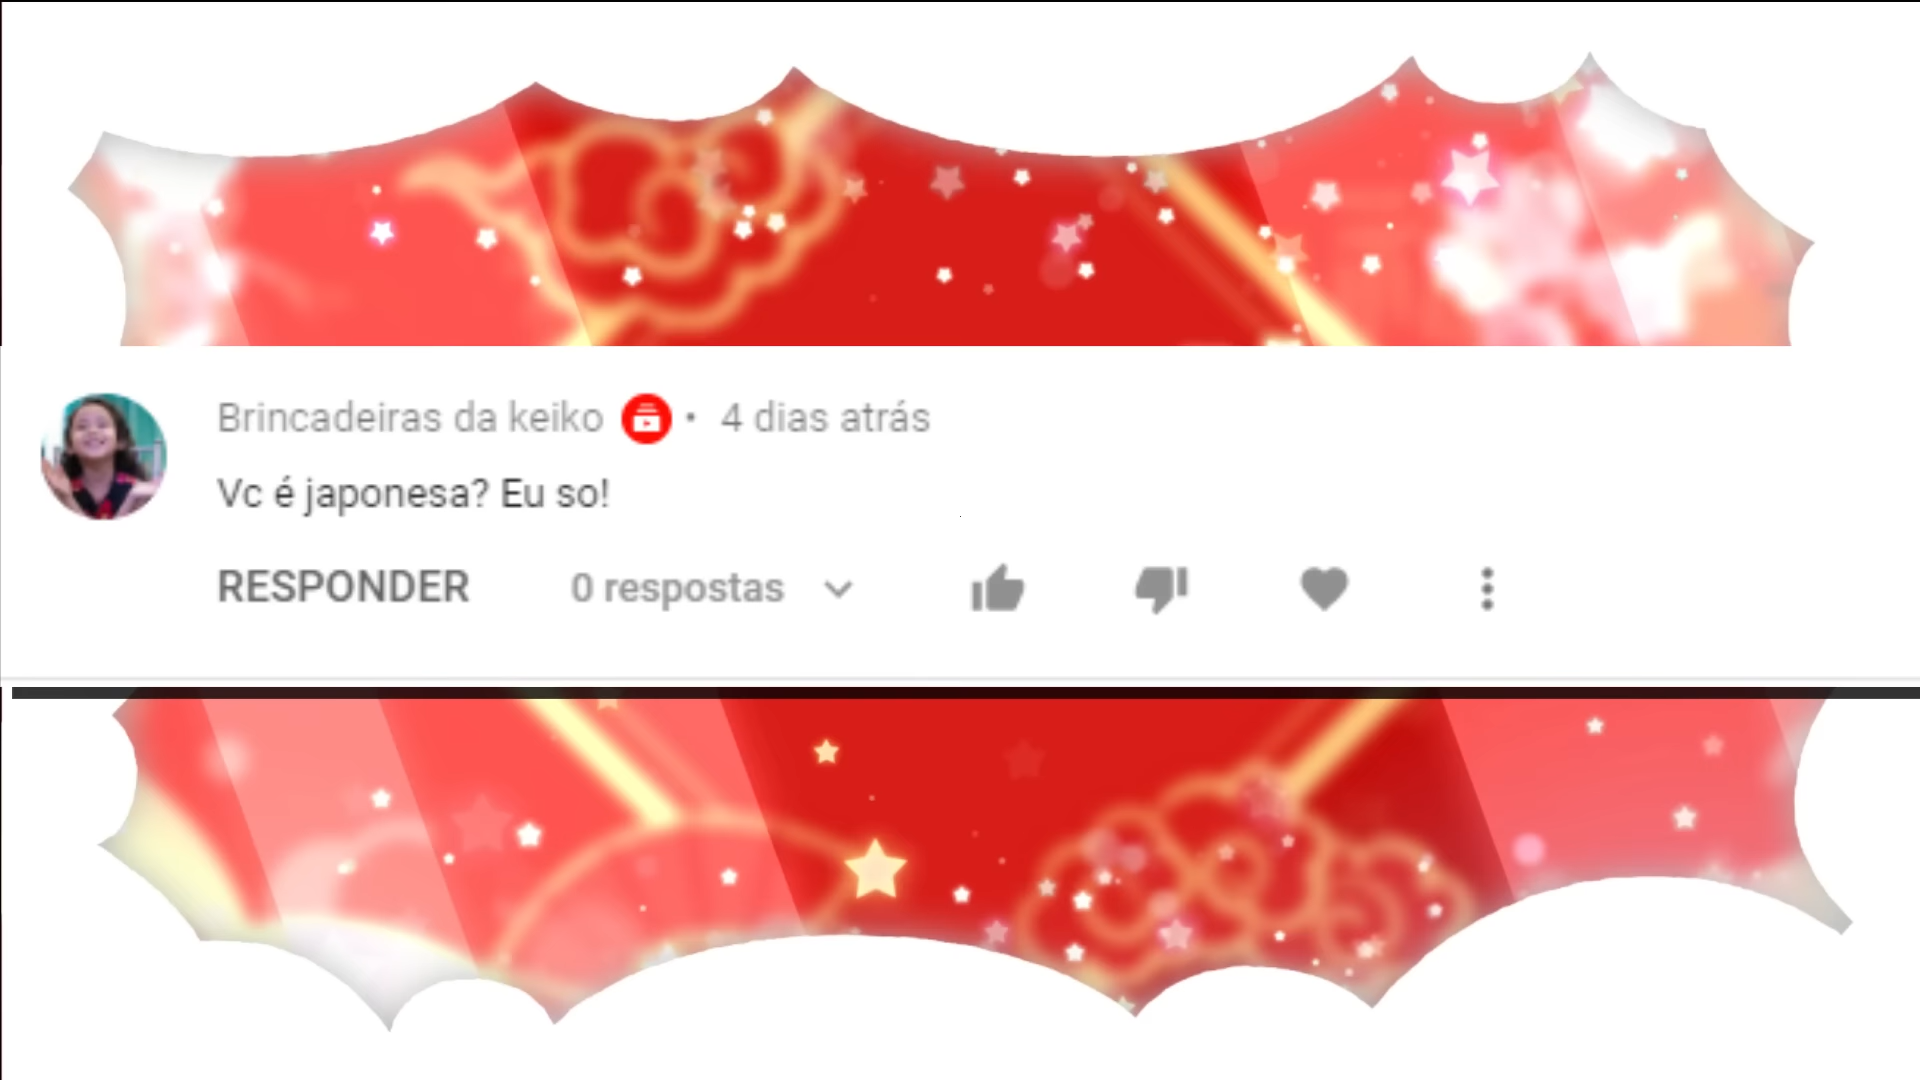 Brincadeiras da keiko • 4 dias atrás
Vc é japonesa? Eu so!
RESPONDER 0 respostas